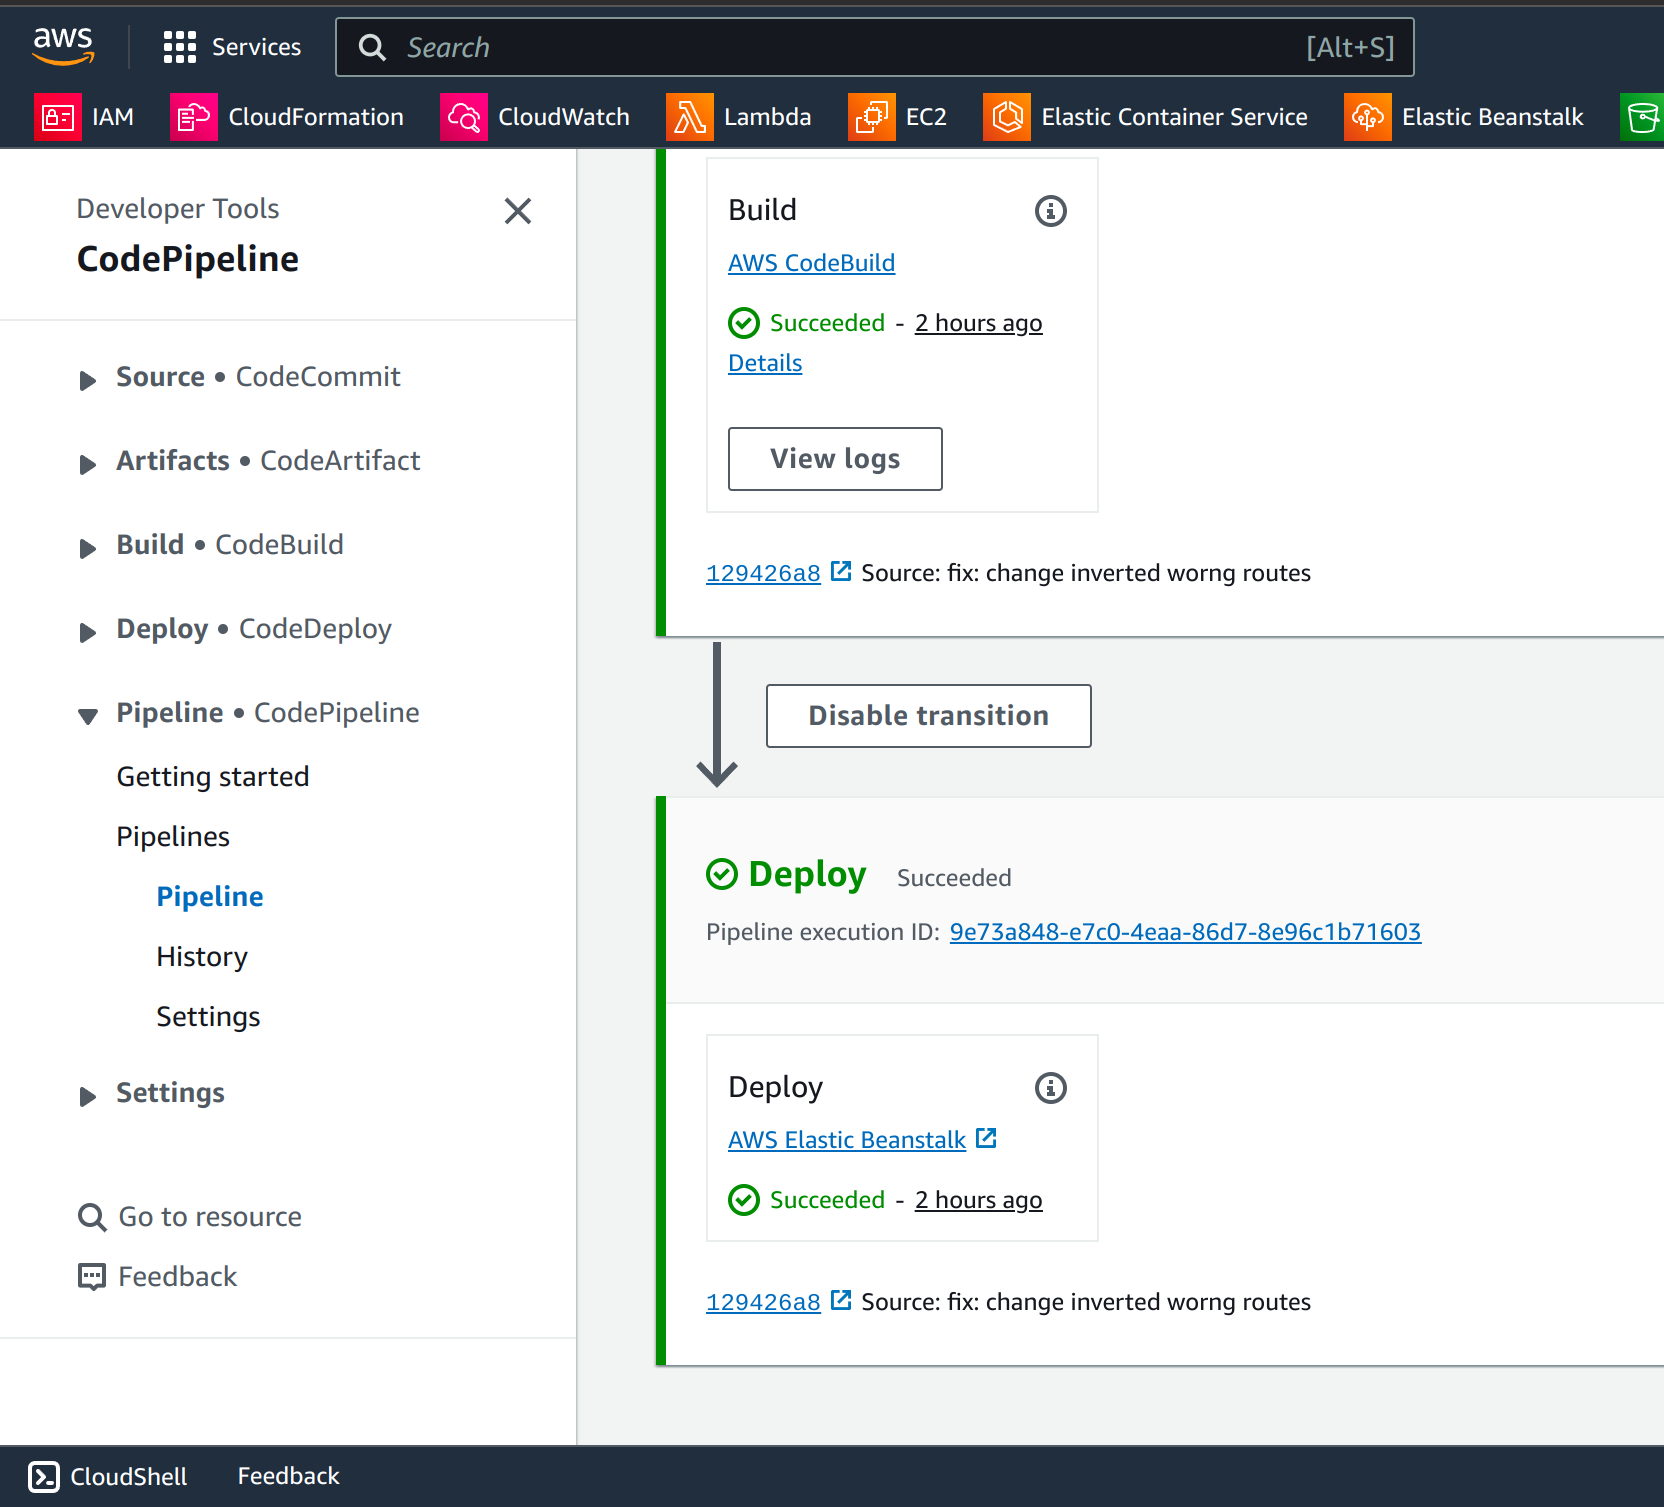 aws Services Search [Alt+S]
IAM CloudFormation CloudWatch Lambda EC2 Elastic Container Service Elastic Beanstalk
Developer Tools
CodePipeline
Source • CodeCommit
Artifacts • CodeArtifact
Build • CodeBuild
Deploy • CodeDeploy
Pipeline • CodePipeline
Getting started
Pipelines
Pipeline
History
Settings
Settings
Go to resource
Feedback
Build
AWS CodeBuild
Succeeded - 2 hours ago
Details
View logs
129426a8 Source: fix: change inverted worng routes
Disable transition
Deploy Succeeded
Pipeline execution ID: 9e73a848-e7c0-4eaa-86d7-8e96c1b71603
Deploy
AWS Elastic Beanstalk
Succeeded - 2 hours ago
129426a8 Source: fix: change inverted worng routes
CloudShell Feedback